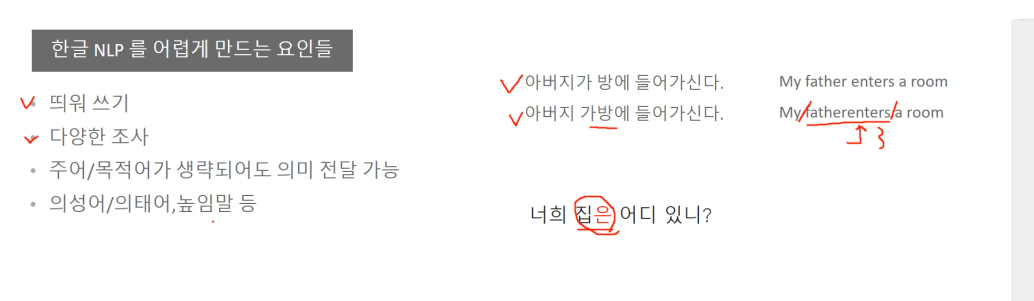 한글 NLP 를 어렵게 만드는 요인들
• 띄워 쓰기
• 다양한 조사
• 주어/목적어가 생략되어도 의미 전달 가능
• 의성어/의태어,높임말 등
아버지가 방에 들어가신다. My father enters a room
아버지 가방에 들어가신다. My fatherenters a room
너희 집은 어디 있니?